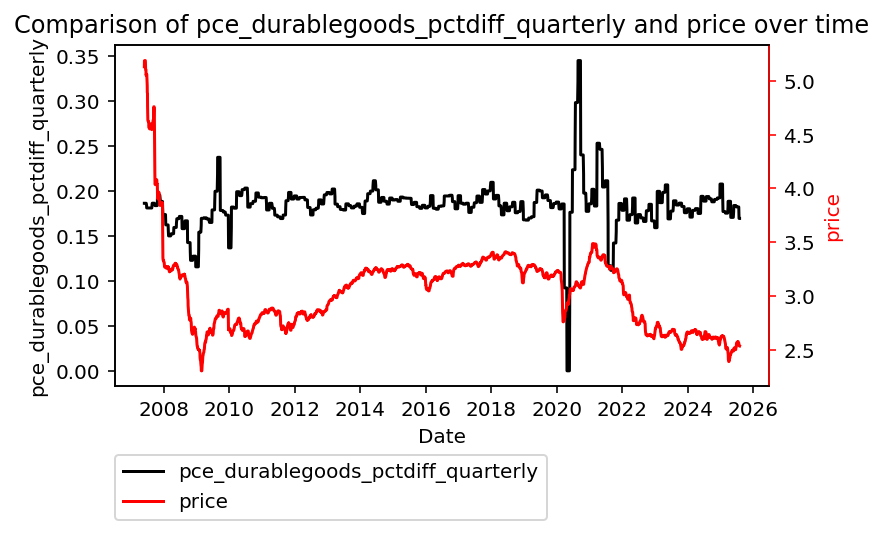 Comparison of pce_durablegoods_pctdiff_quarterly and price over time
pce_durablegoods_pctdiff_quarterly
0.35
0.30
0.25
0.20
0.15
0.10
0.05
0.00
5.0
4.5
4.0
3.5
3.0
2.5
price
2008 2010 2012 2014 2016 2018 2020 2022 2024 2026
Date
pce_durablegoods_pctdiff_quarterly
price